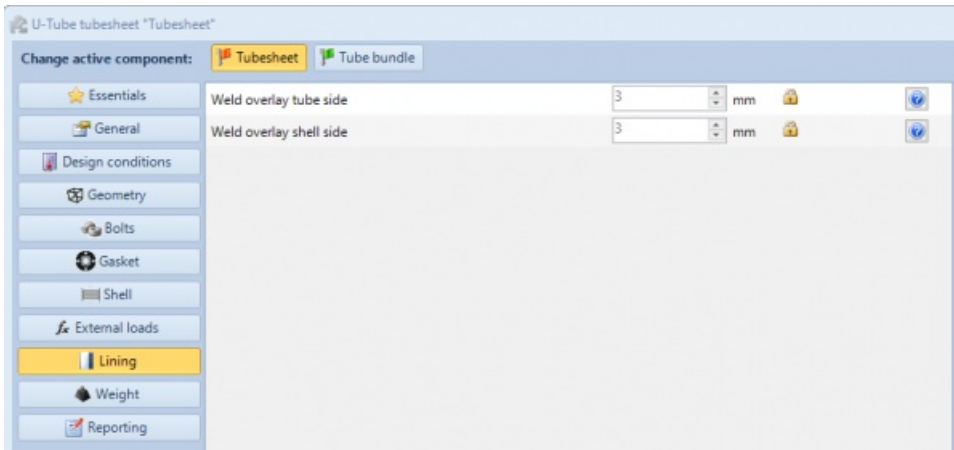 U-Tube tubesheet "Tubesheet"
Change active component: Tubesheet Tube bundle
Essentials
Weld overlay tube side 3 mm
General
Weld overlay shell side 3 mm
Design conditions
Geometry
Bolts
Gasket
Shell
fx External loads
Lining
Weight
Reporting